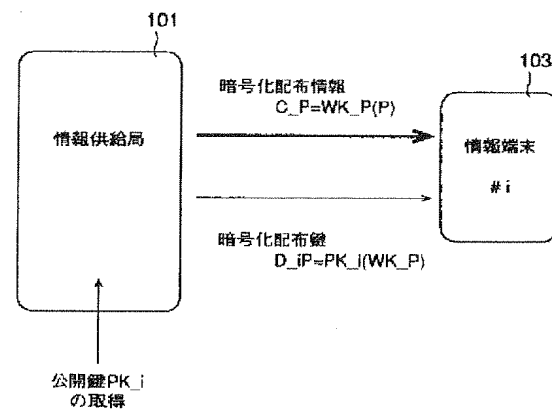 101
103
暗号化配布情報
C_P=WK_P(P)
情報供給局
情報端末
#i
暗号化配布鍵
D_iP=PK_i(WK_P)
公開鍵PK_i
の取得